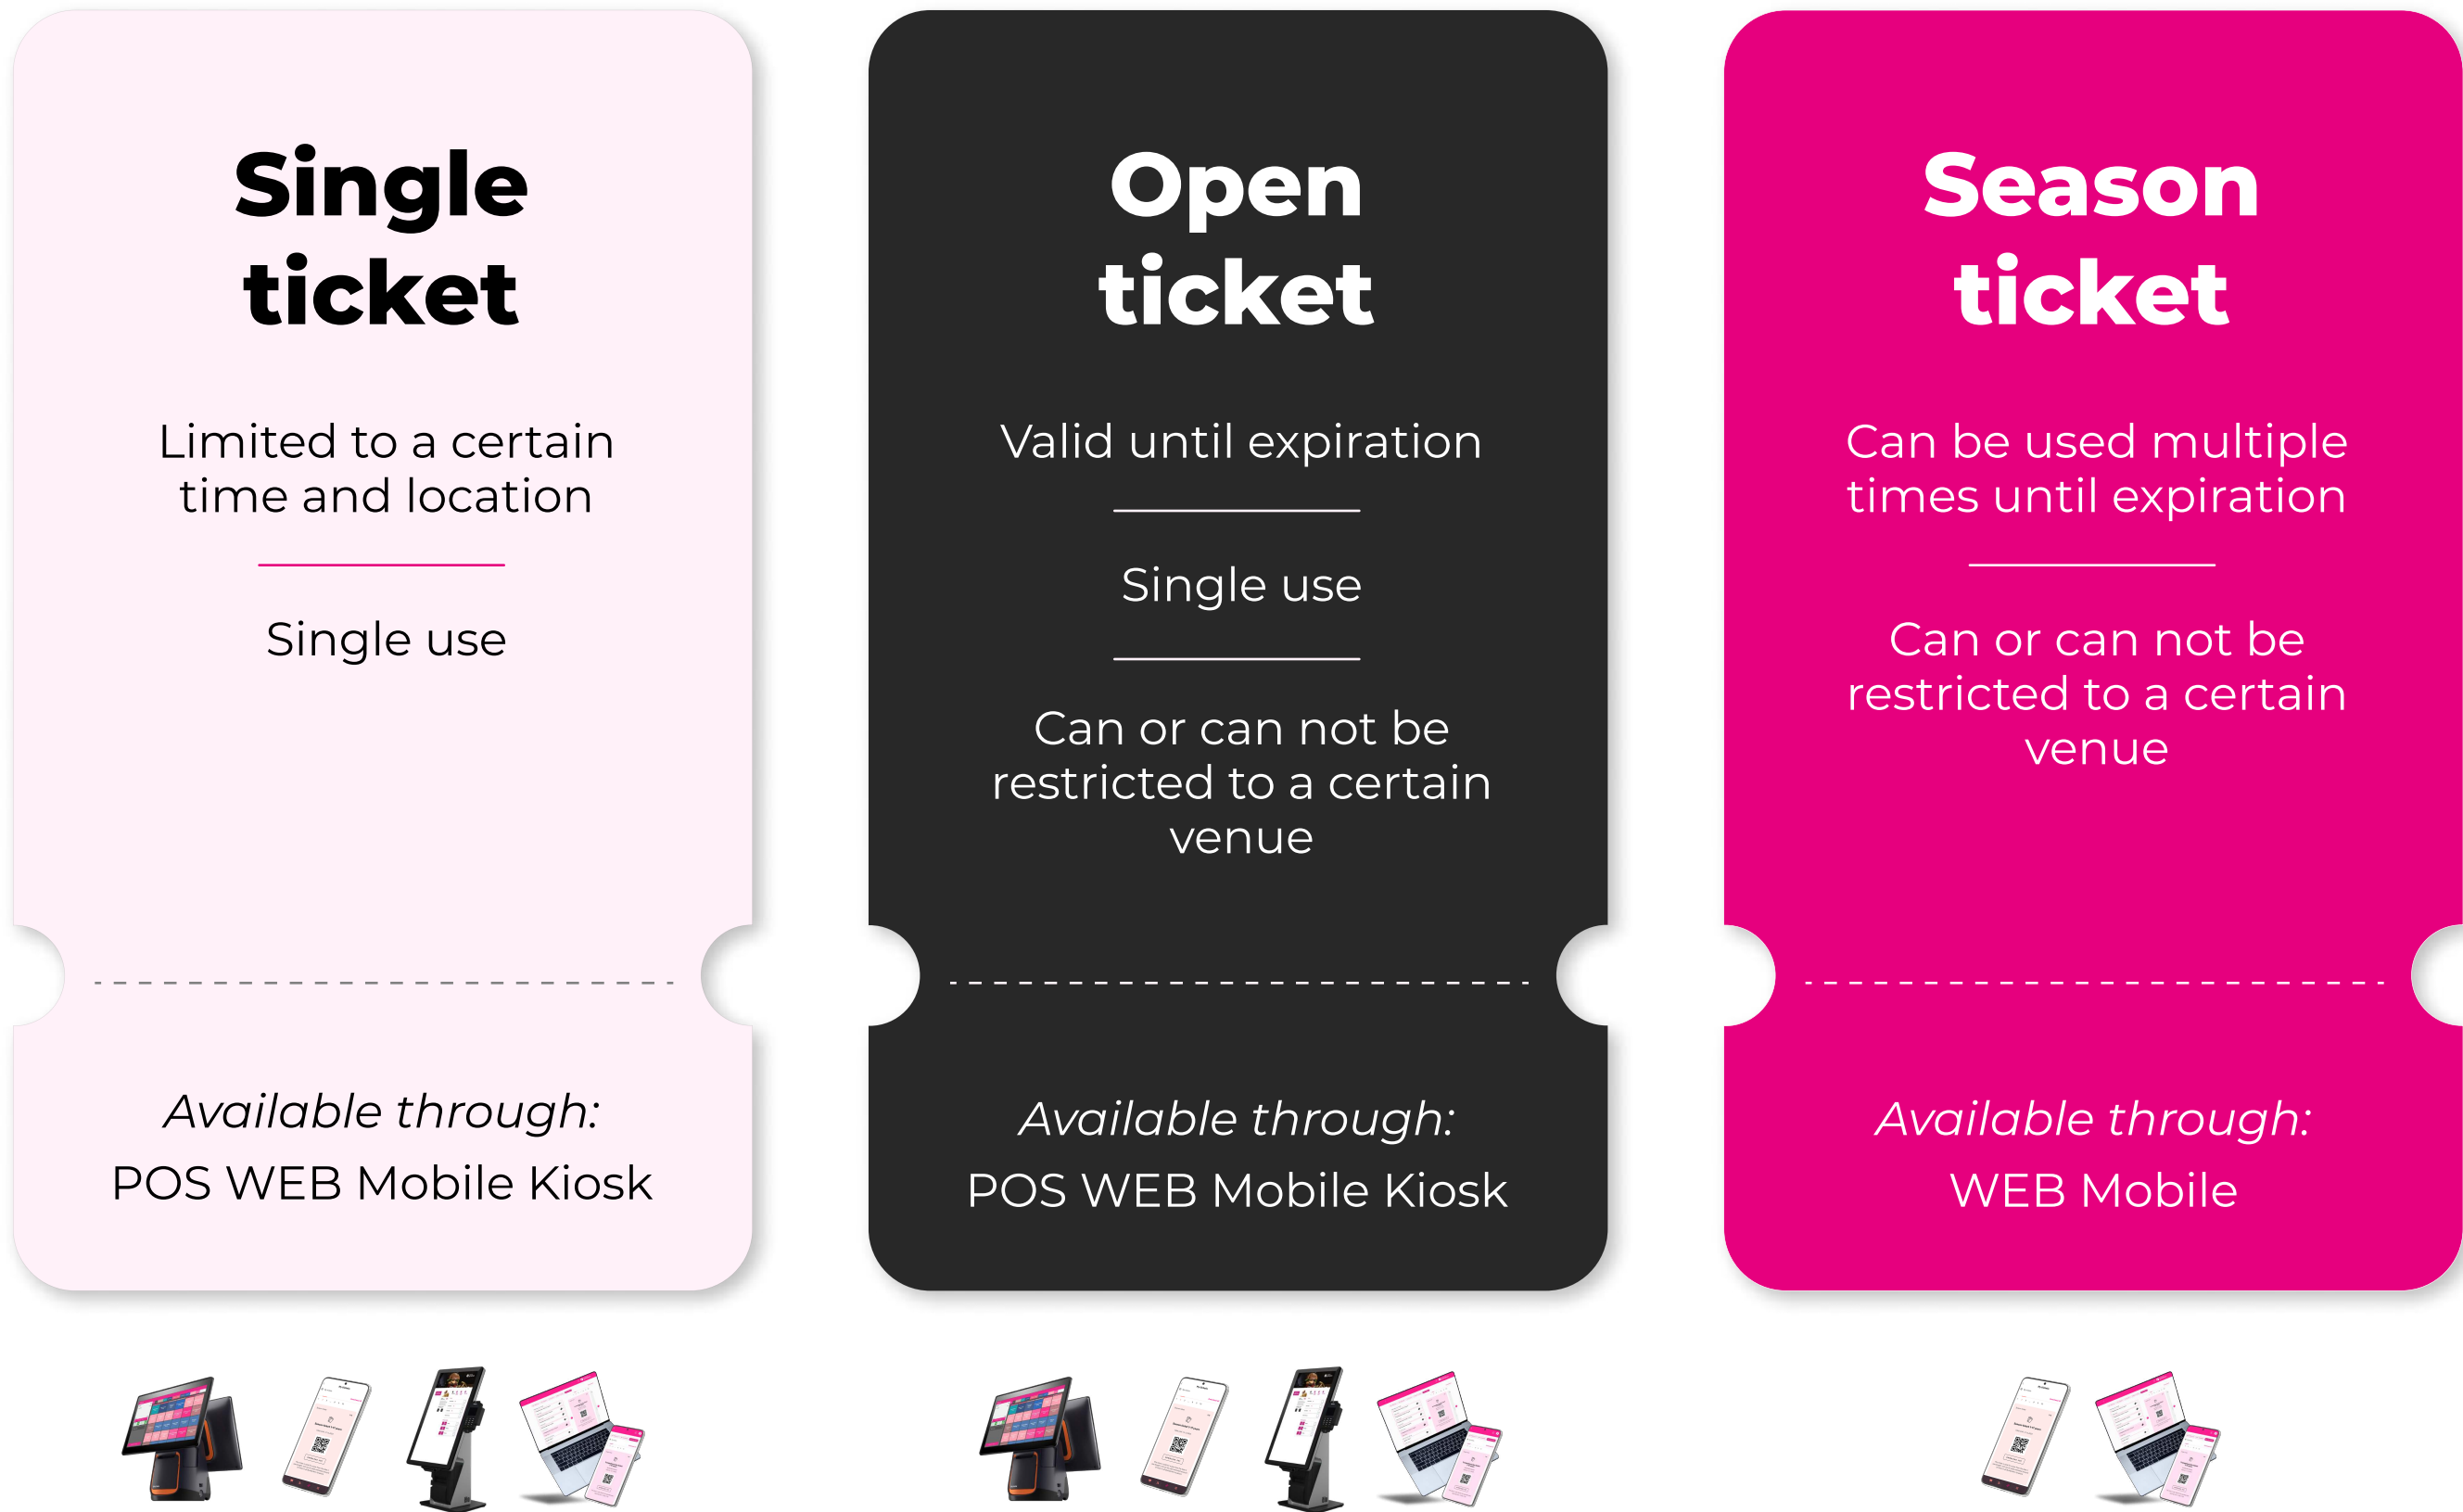 Single
ticket
Limited to a certain
time and location
Single use
Available through:
POS WEB Mobile Kiosk
Open
ticket
Valid until expiration
Single use
Can or can not be
restricted to a certain
venue
Available through:
POS WEB Mobile Kiosk
Season
ticket
Can be used multiple
times until expiration
Can or can not be
restricted to a certain
venue
Available through:
WEB Mobile